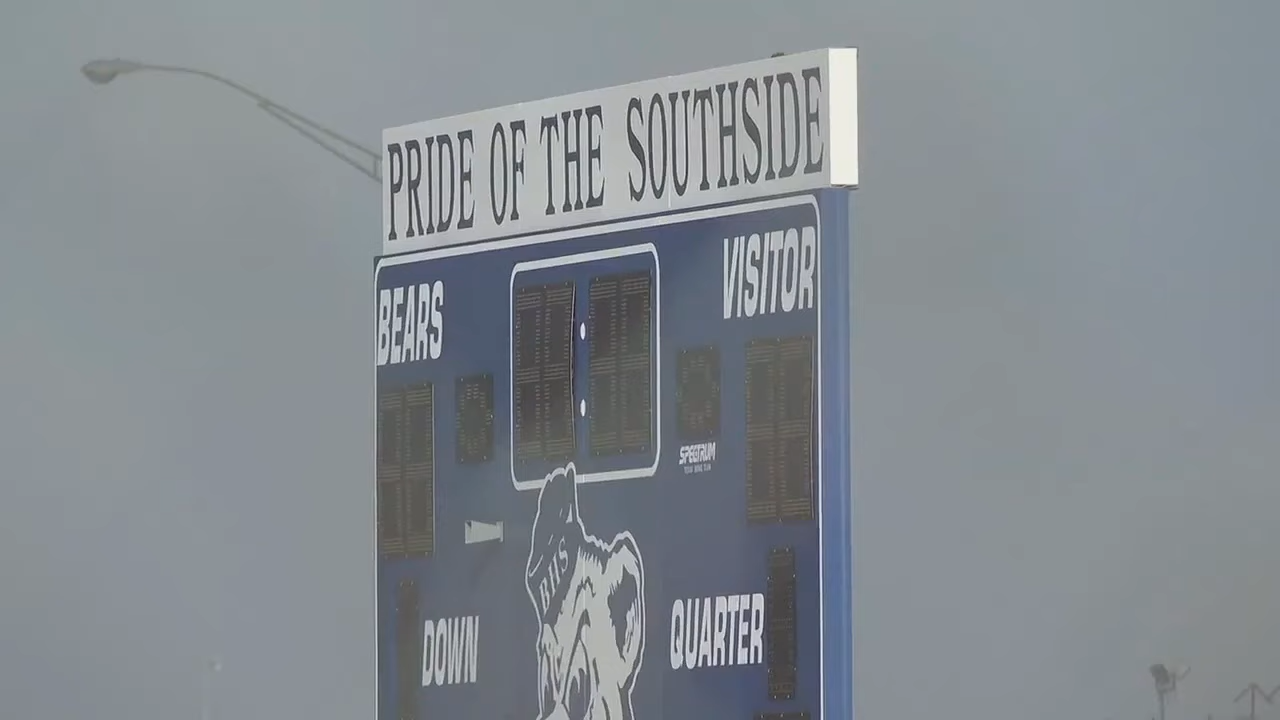 PRIDE OF THE SOUTHSIDE
BEARS
VISITOR
SPECTRUM
BHS
DOWN
QUARTER